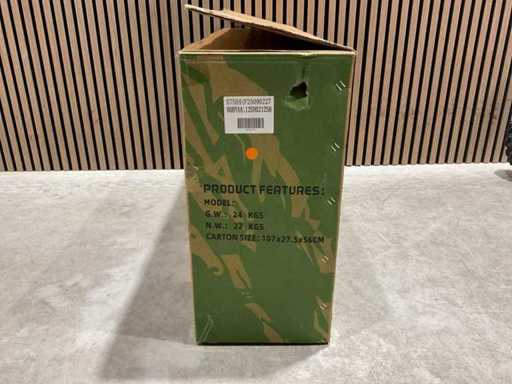 PRODUCT FEATURES:
MODEL:
G.W.: 24 KGS
N.W.: 22 KGS
CARTON SIZE: 107x27.5x56CM